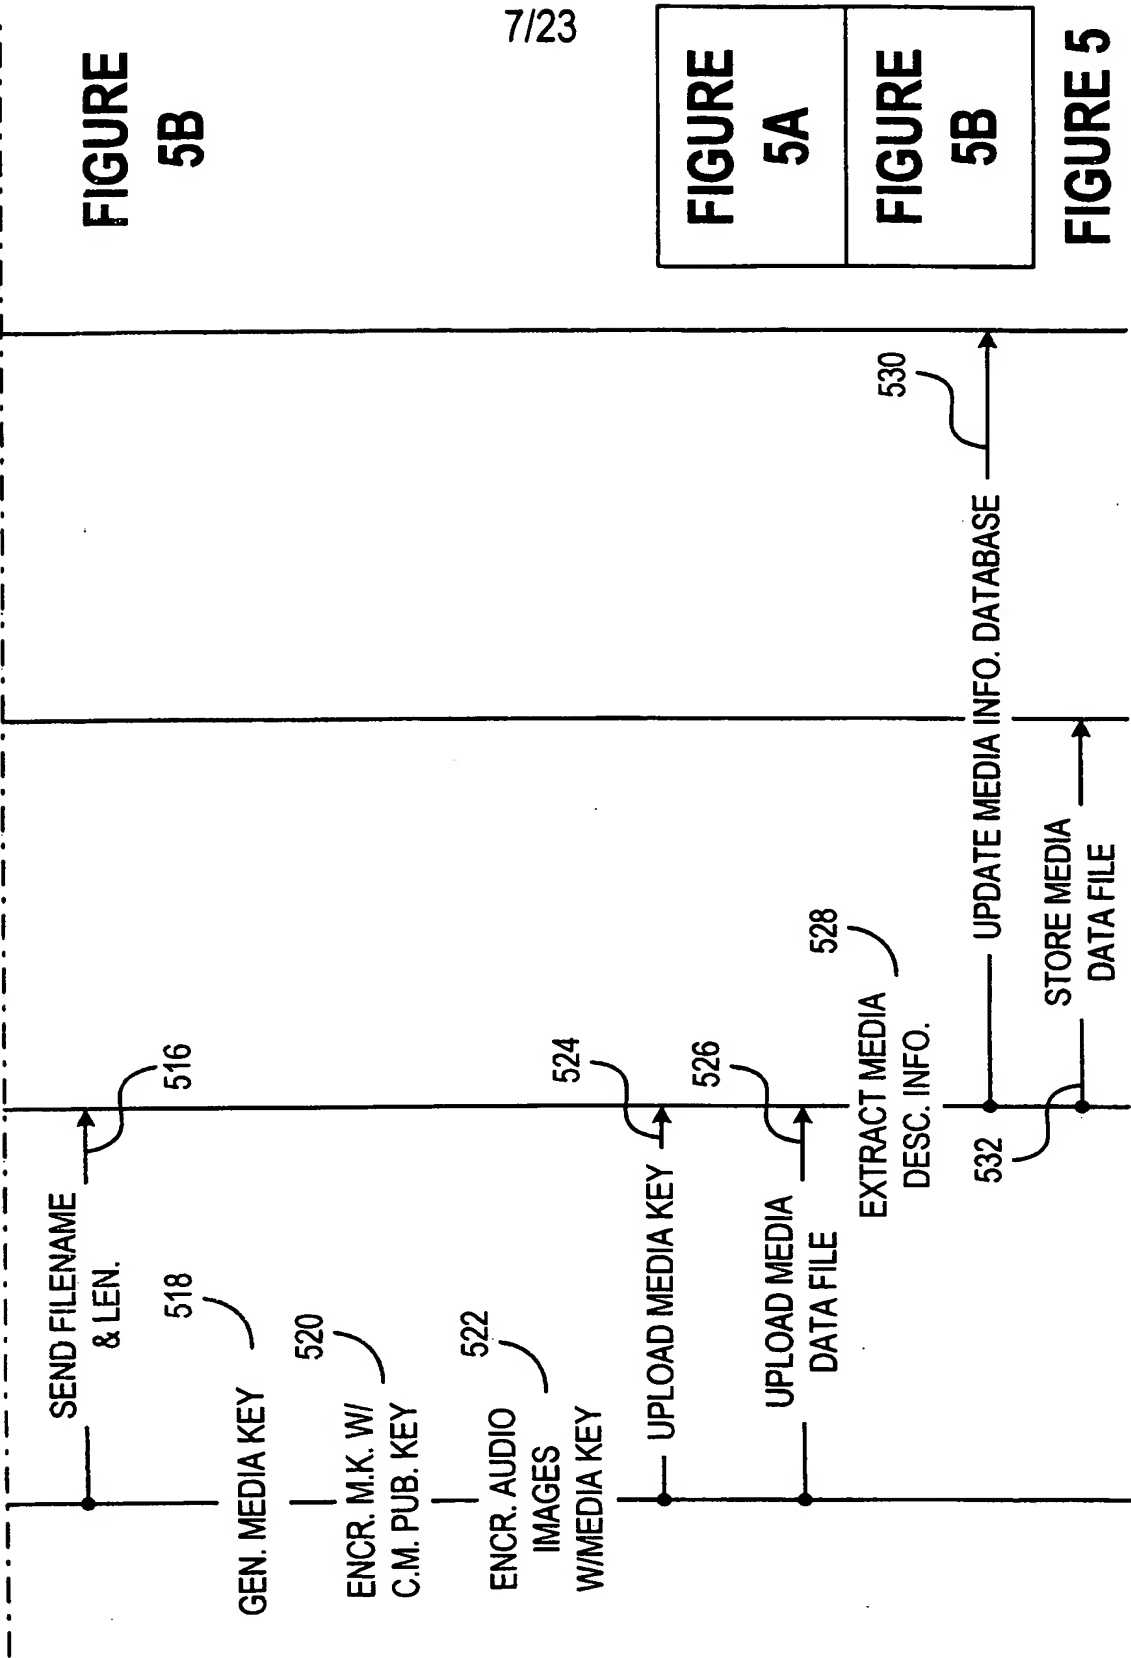 7/23
FIGURE
5B
SEND FILENAME
& LEN.
516
518
GEN. MEDIA KEY
520
ENCR. M.K. W/
C.M. PUB. KEY
522
ENCR. AUDIO
IMAGES
W/MEDIA KEY
524
UPLOAD MEDIA KEY
526
UPLOAD MEDIA
DATA FILE
528
EXTRACT MEDIA
DESC. INFO.
530
UPDATE MEDIA INFO. DATABASE
532
STORE MEDIA
DATA FILE
FIGURE
5A
FIGURE
5B
FIGURE 5